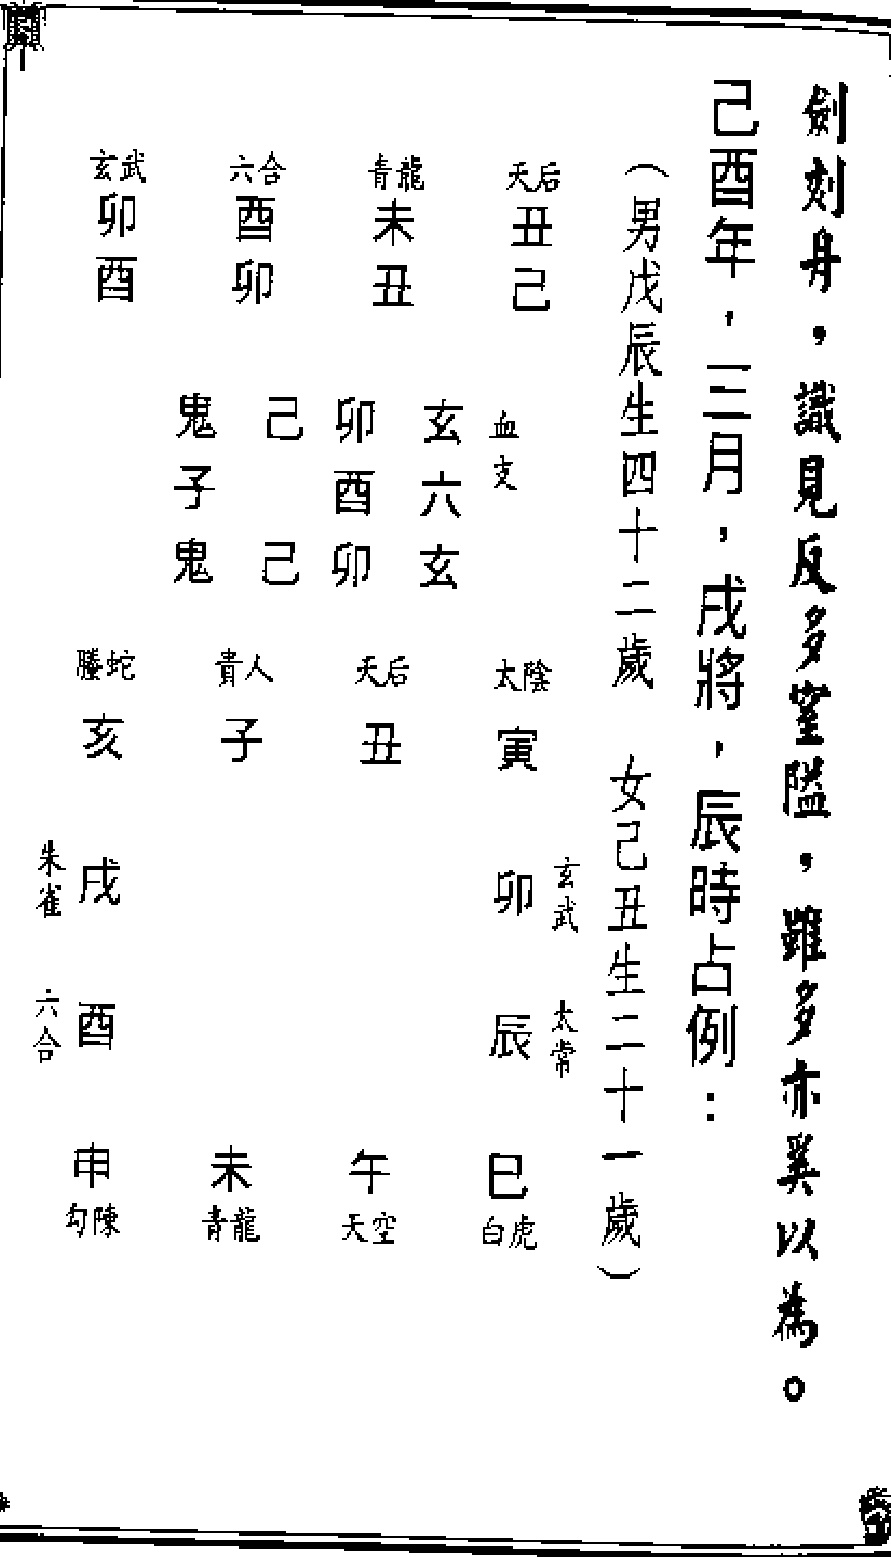 劍刻舟，識見反多窒隘，雖多亦奚以為。
己酉年，三月，戌將，辰時占例：
（男戊辰生四十二歲　女己丑生二十一歲）
玄武 六合 青龍 天后
卯 酉 未 丑
酉 卯 丑 己
鬼 己 卯 玄 血支
子 酉 六
鬼 己 卯 玄
螣蛇 貴人 天后 太陰
亥 子 丑 寅
朱雀 戌 卯 玄武
六合 酉 辰 太常
申 未 午 巳
勾陳 青龍 天空 白虎